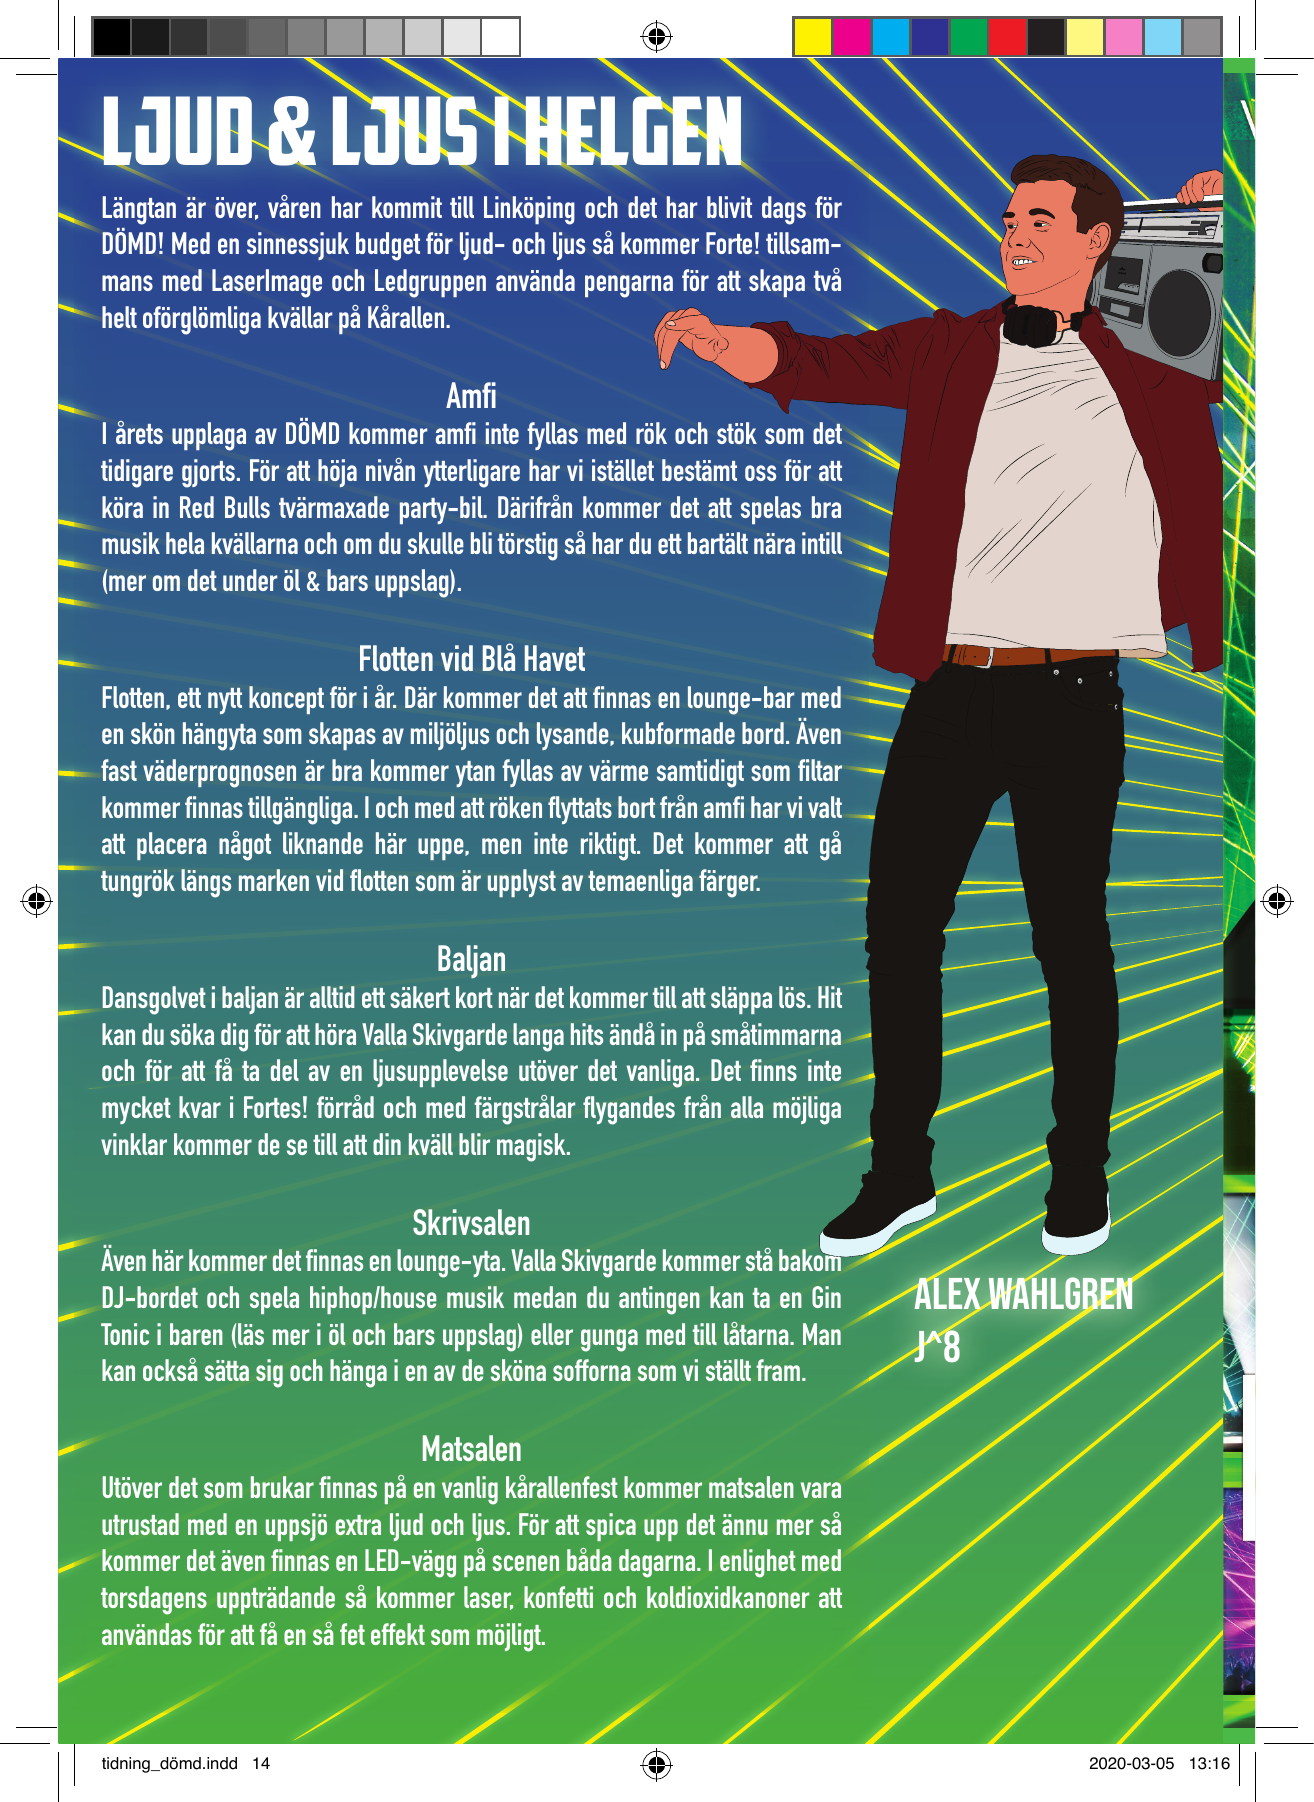 LJUD & LJUS I HELGEN
Längtan är över, våren har kommit till Linköping och det har blivit dags för
DÖMD! Med en sinnessjuk budget för ljud- och ljus så kommer Forte! tillsam-
mans med LaserImage och Ledgruppen använda pengarna för att skapa två
helt oförglömliga kvällar på Kårallen.
Amfi
I årets upplaga av DÖMD kommer amfi inte fyllas med rök och stök som det
tidigare gjorts. För att höja nivån ytterligare har vi istället bestämt oss för att
köra in Red Bulls tvärmaxade party-bil. Därifrån kommer det att spelas bra
musik hela kvällarna och om du skulle bli törstig så har du ett bartält nära intill
(mer om det under öl & bars uppslag).
Flotten vid Blå Havet
Flotten, ett nytt koncept för i år. Där kommer det att finnas en lounge-bar med
en skön hängyta som skapas av miljöljus och lysande, kubformade bord. Även
fast väderprognosen är bra kommer ytan fyllas av värme samtidigt som filtar
kommer finnas tillgängliga. I och med att röken flyttats bort från amfi har vi valt
att placera något liknande här uppe, men inte riktigt. Det kommer att gå
tungrök längs marken vid flotten som är upplyst av temaenliga färger.
Baljan
Dansgolvet i baljan är alltid ett säkert kort när det kommer till att släppa lös. Hit
kan du söka dig för att höra Valla Skivgarde langa hits ändå in på småtimmarna
och för att få ta del av en ljusupplevelse utöver det vanliga. Det finns inte
mycket kvar i Fortes! förråd och med färgstrålar flygandes från alla möjliga
vinklar kommer de se till att din kväll blir magisk.
Skrivsalen
Även här kommer det finnas en lounge-yta. Valla Skivgarde kommer stå bakom
DJ-bordet och spela hiphop/house musik medan du antingen kan ta en Gin
Tonic i baren (läs mer i öl och bars uppslag) eller gunga med till låtarna. Man
kan också sätta sig och hänga i en av de sköna sofforna som vi ställt fram.
ALEX WAHLGREN
J^8
Matsalen
Utöver det som brukar finnas på en vanlig kårallenfest kommer matsalen vara
utrustad med en uppsjö extra ljud och ljus. För att spica upp det ännu mer så
kommer det även finnas en LED-vägg på scenen båda dagarna. I enlighet med
torsdagens uppträdande så kommer laser, konfetti och koldioxidkanoner att
användas för att få en så fet effekt som möjligt.
tidning_dömd.indd 14
2020-03-05 13:16